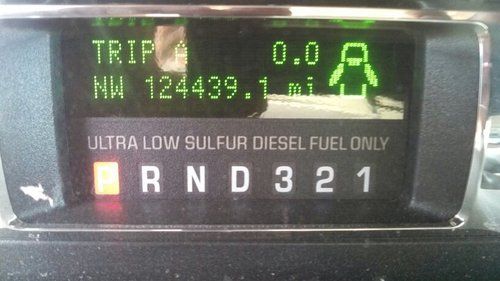 TRIP A 0.0
NW 124439.1 mi
ULTRA LOW SULFUR DIESEL FUEL ONLY
P R N D 3 2 1